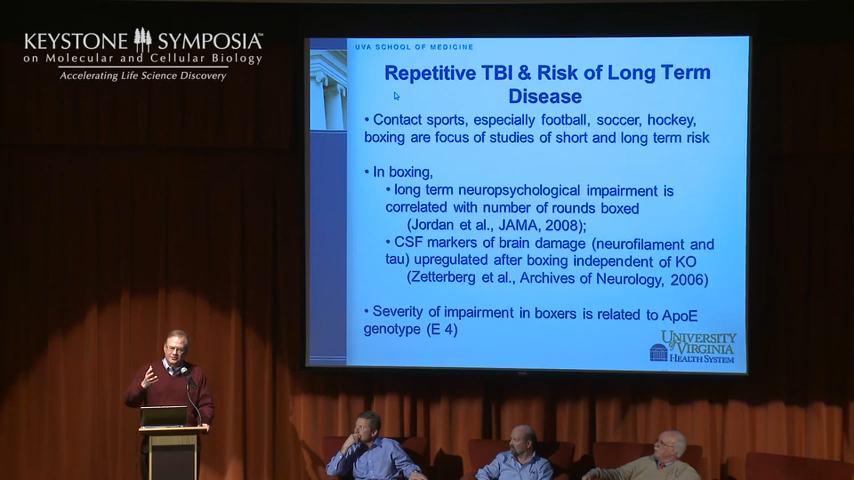 KEYSTONE SYMPOSIA™
on Molecular and Cellular Biology
Accelerating Life Science Discovery
UVA SCHOOL OF MEDICINE
Repetitive TBI & Risk of Long Term
Disease
• Contact sports, especially football, soccer, hockey,
boxing are focus of studies of short and long term risk
• In boxing,
• long term neuropsychological impairment is
correlated with number of rounds boxed
(Jordan et al., JAMA, 2008);
• CSF markers of brain damage (neurofilament and
tau) upregulated after boxing independent of KO
(Zetterberg et al., Archives of Neurology, 2006)
• Severity of impairment in boxers is related to ApoE
genotype (E 4)
UNIVERSITY
of VIRGINIA
HEALTH SYSTEM